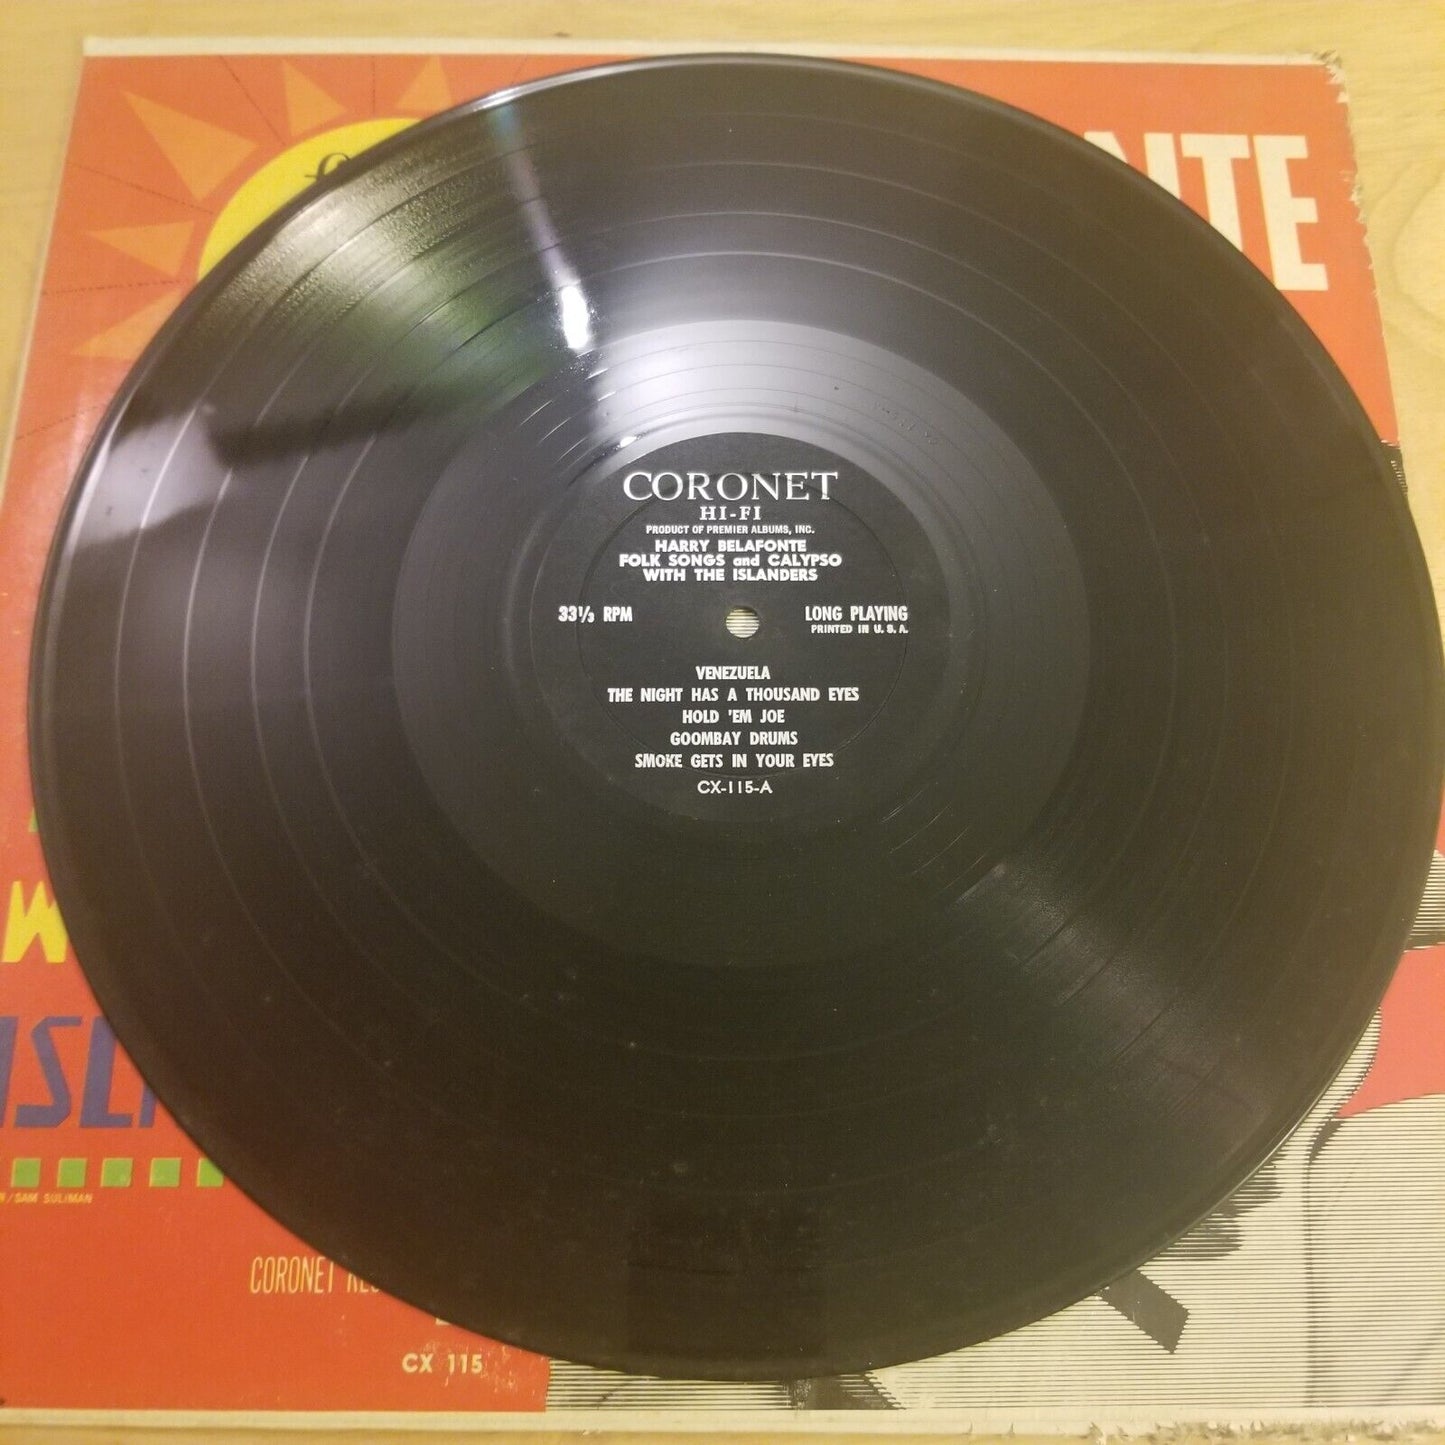 NTE
CORONET
HI-FI
PRODUCT OF PREMIER ALBUMS, INC.
HARRY BELAFONTE
FOLK SONGS and CALYPSO
WITH THE ISLANDERS
33⅓ RPM
LONG PLAYING
PRINTED IN U. S. A.
VENEZUELA
THE NIGHT HAS A THOUSAND EYES
HOLD 'EM JOE
GOOMBAY DRUMS
SMOKE GETS IN YOUR EYES
CX-115-A
W
ISL
/SAM SULIMAN
CORONET
CX 115